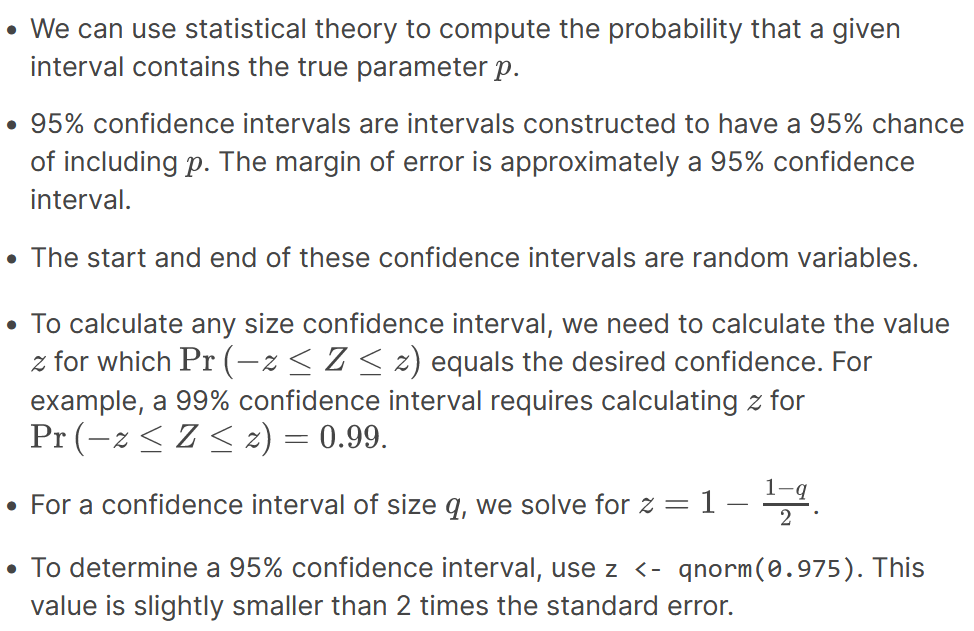 • We can use statistical theory to compute the probability that a given
interval contains the true parameter p.
• 95% confidence intervals are intervals constructed to have a 95% chance
of including p. The margin of error is approximately a 95% confidence
interval.
• The start and end of these confidence intervals are random variables.
• To calculate any size confidence interval, we need to calculate the value
z for which Pr (−z ≤ Z ≤ z) equals the desired confidence. For
example, a 99% confidence interval requires calculating z for
Pr (−z ≤ Z ≤ z) = 0.99.
• For a confidence interval of size q, we solve for z = 1 − \frac{1−q}{2}.
• To determine a 95% confidence interval, use z <- qnorm(0.975). This
value is slightly smaller than 2 times the standard error.